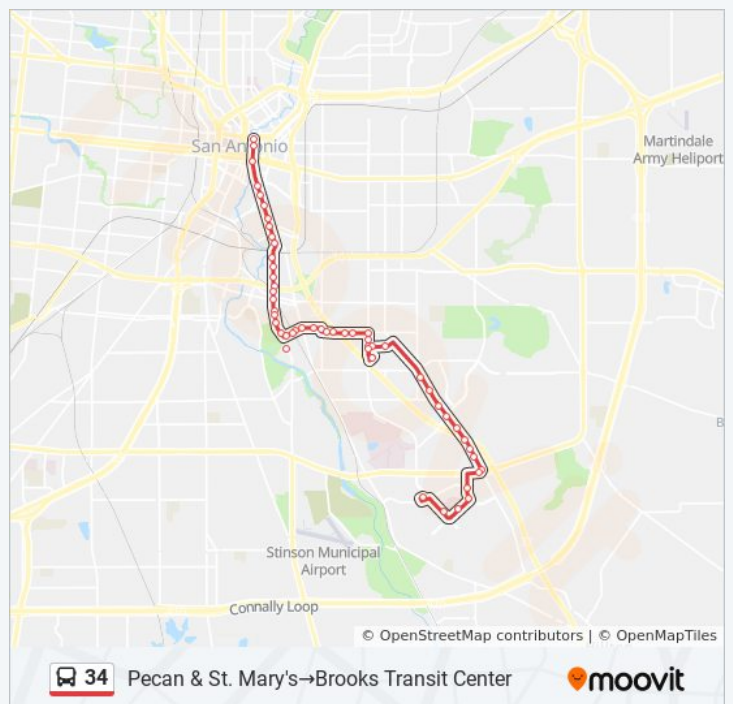 San Antonio
Martindale
Army Heliport
B
Stinson Municipal
Airport
Connally Loop
© OpenStreetMap contributors | © OpenMapTiles
34 Pecan & St. Mary's→Brooks Transit Center
moovit